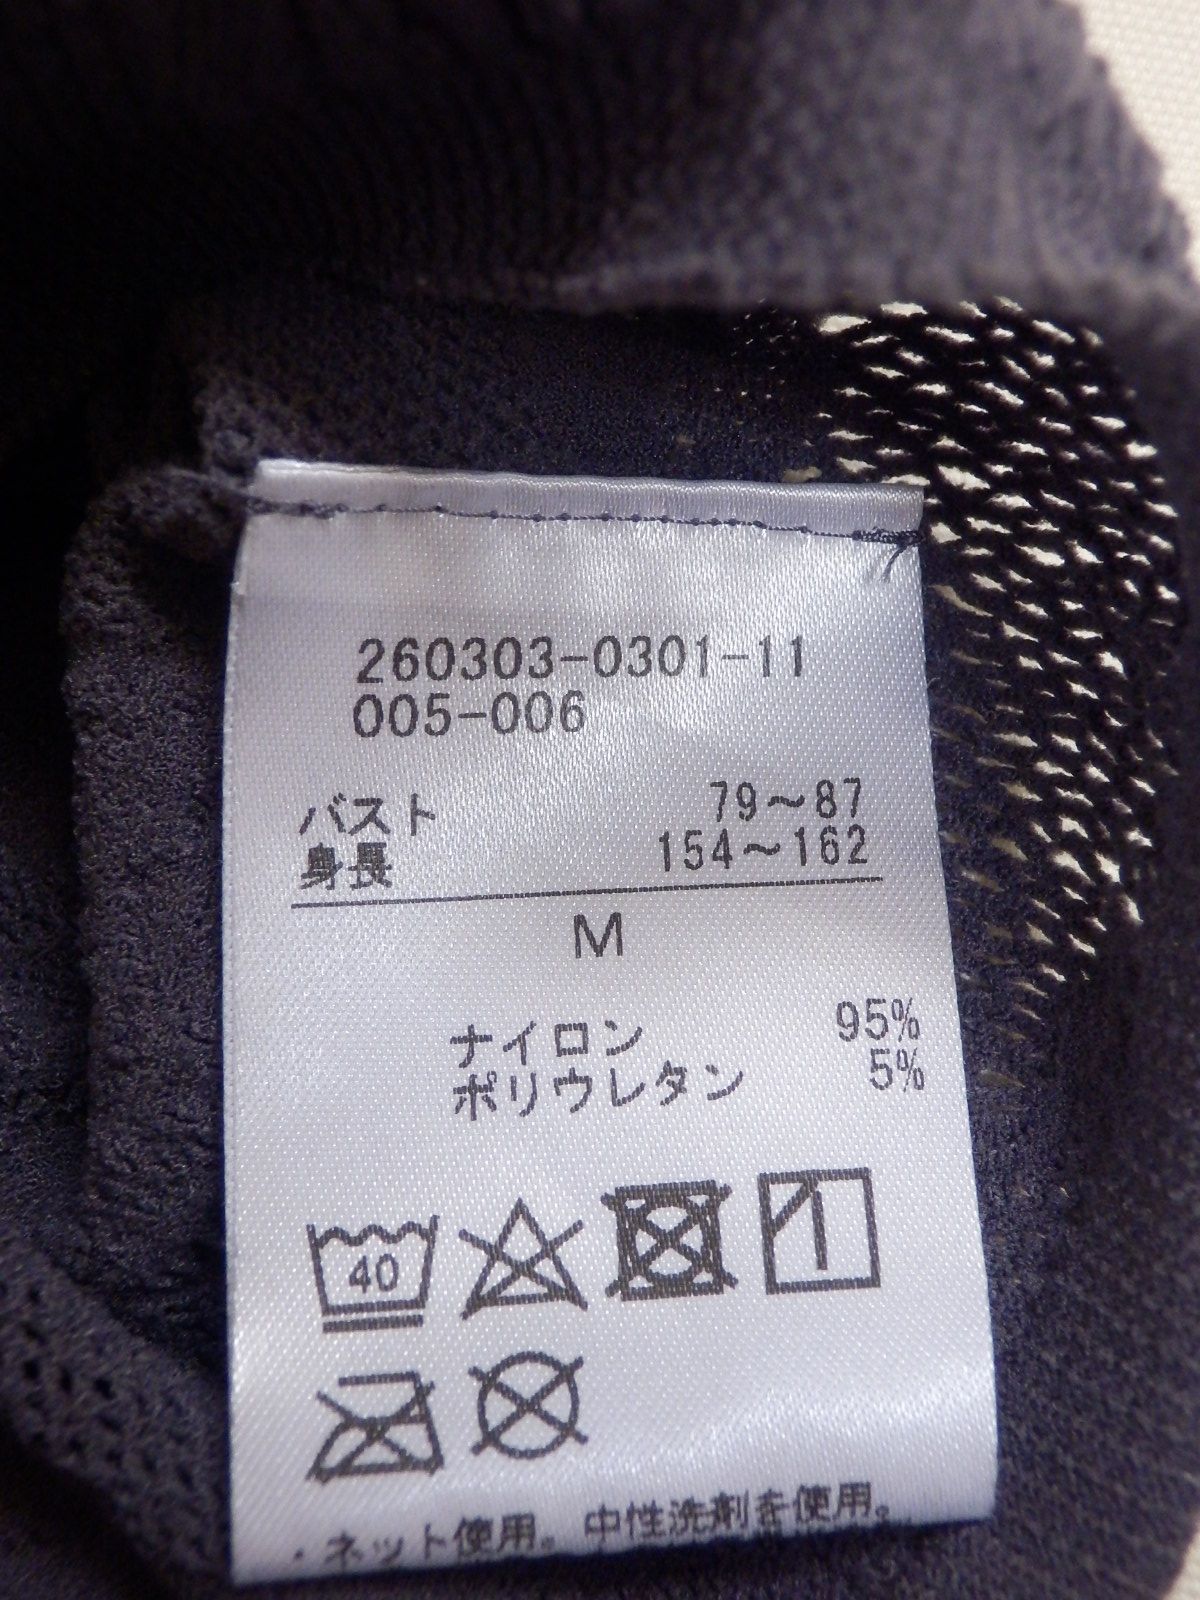 260303-0301-11
005-006
バスト 79～87
身長 154～162
M
ナイロン 95%
ポリウレタン 5%
40
・ネット使用。中性洗剤を使用。